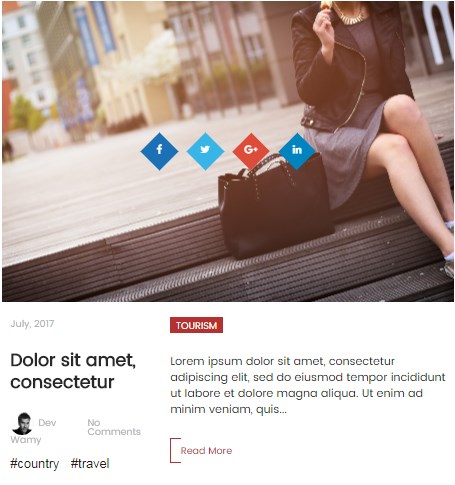 July, 2017
Dolor sit amet,
consectetur
Dev
Wamy
No
Comments
#country #travel
TOURISM
Lorem ipsum dolor sit amet, consectetur
adipiscing elit, sed do eiusmod tempor incididunt
ut labore et dolore magna aliqua. Ut enim ad
minim veniam, quis...
Read More